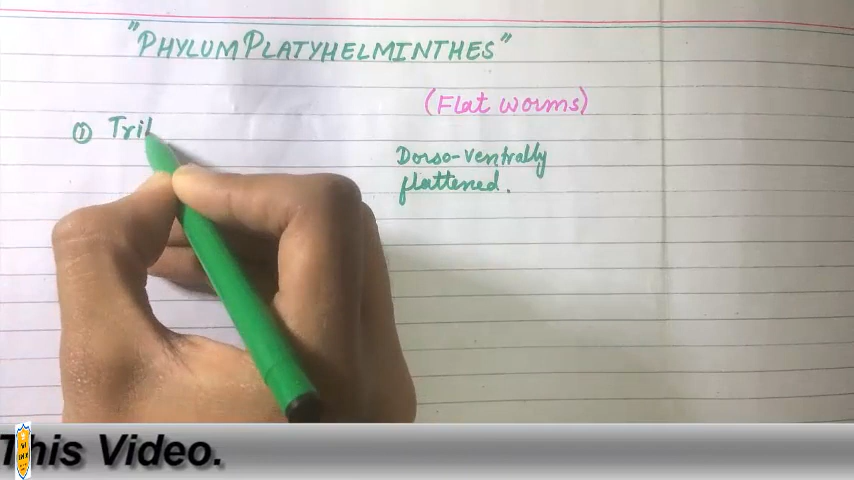 "PHYLUM PLATYHELMINTHES"
(Flat worms)
① Tril
Dorso-ventrally
flattened.
This Video.